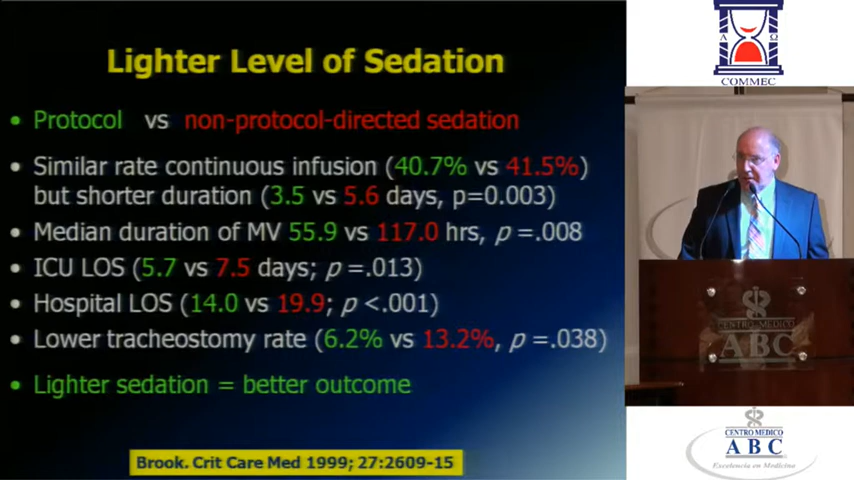 Lighter Level of Sedation
• Protocol vs non-protocol-directed sedation
• Similar rate continuous infusion (40.7% vs 41.5%)
but shorter duration (3.5 vs 5.6 days, p=0.003)
• Median duration of MV 55.9 vs 117.0 hrs, p =.008
• ICU LOS (5.7 vs 7.5 days; p =.013)
• Hospital LOS (14.0 vs 19.9; p <.001)
• Lower tracheostomy rate (6.2% vs 13.2%, p =.038)
• Lighter sedation = better outcome
Brook. Crit Care Med 1999; 27:2609-15
Α Ω
COMMEC
CENTRO MEDICO
ABC
CENTRO MEDICO
ABC
Excelencia en Medicina